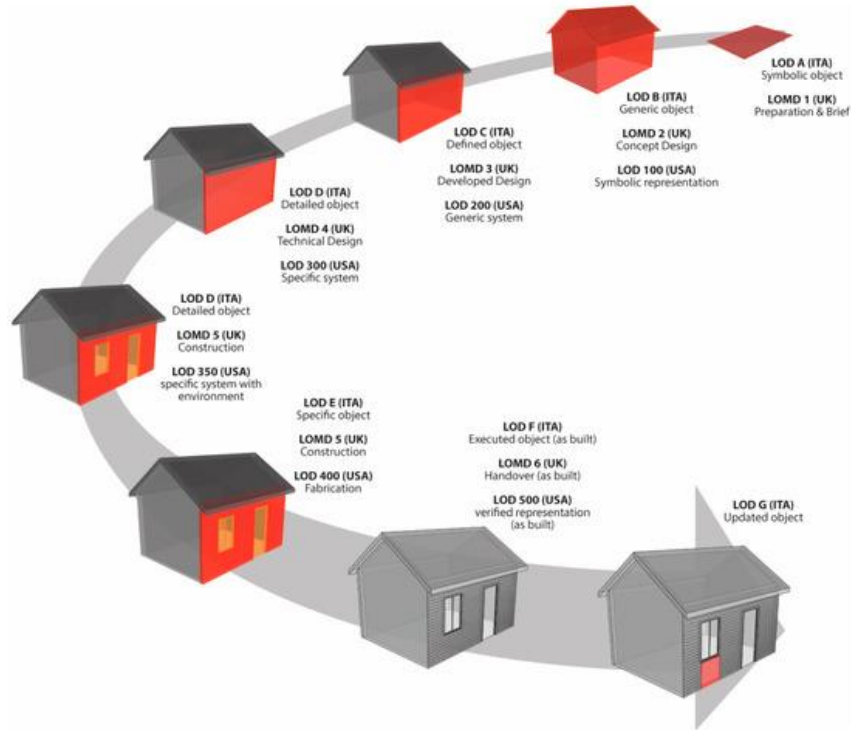 LOD A (ITA)
Symbolic object
LOMD 1 (UK)
Preparation & Brief
LOD B (ITA)
Generic object
LOMD 2 (UK)
Concept Design
LOD 100 (USA)
Symbolic representation
LOD C (ITA)
Defined object
LOMD 3 (UK)
Developed Design
LOD 200 (USA)
Generic system
LOD D (ITA)
Detailed object
LOMD 4 (UK)
Technical Design
LOD 300 (USA)
Specific system
LOD D (ITA)
Detailed object
LOMD 5 (UK)
Construction
LOD 350 (USA)
specific system with
environment
LOD E (ITA)
Specific object
LOMD 5 (UK)
Construction
LOD 400 (USA)
Fabrication
LOD F (ITA)
Executed object (as built)
LOMD 6 (UK)
Handover (as built)
LOD 500 (USA)
verified representation
(as built)
LOD G (ITA)
Updated object